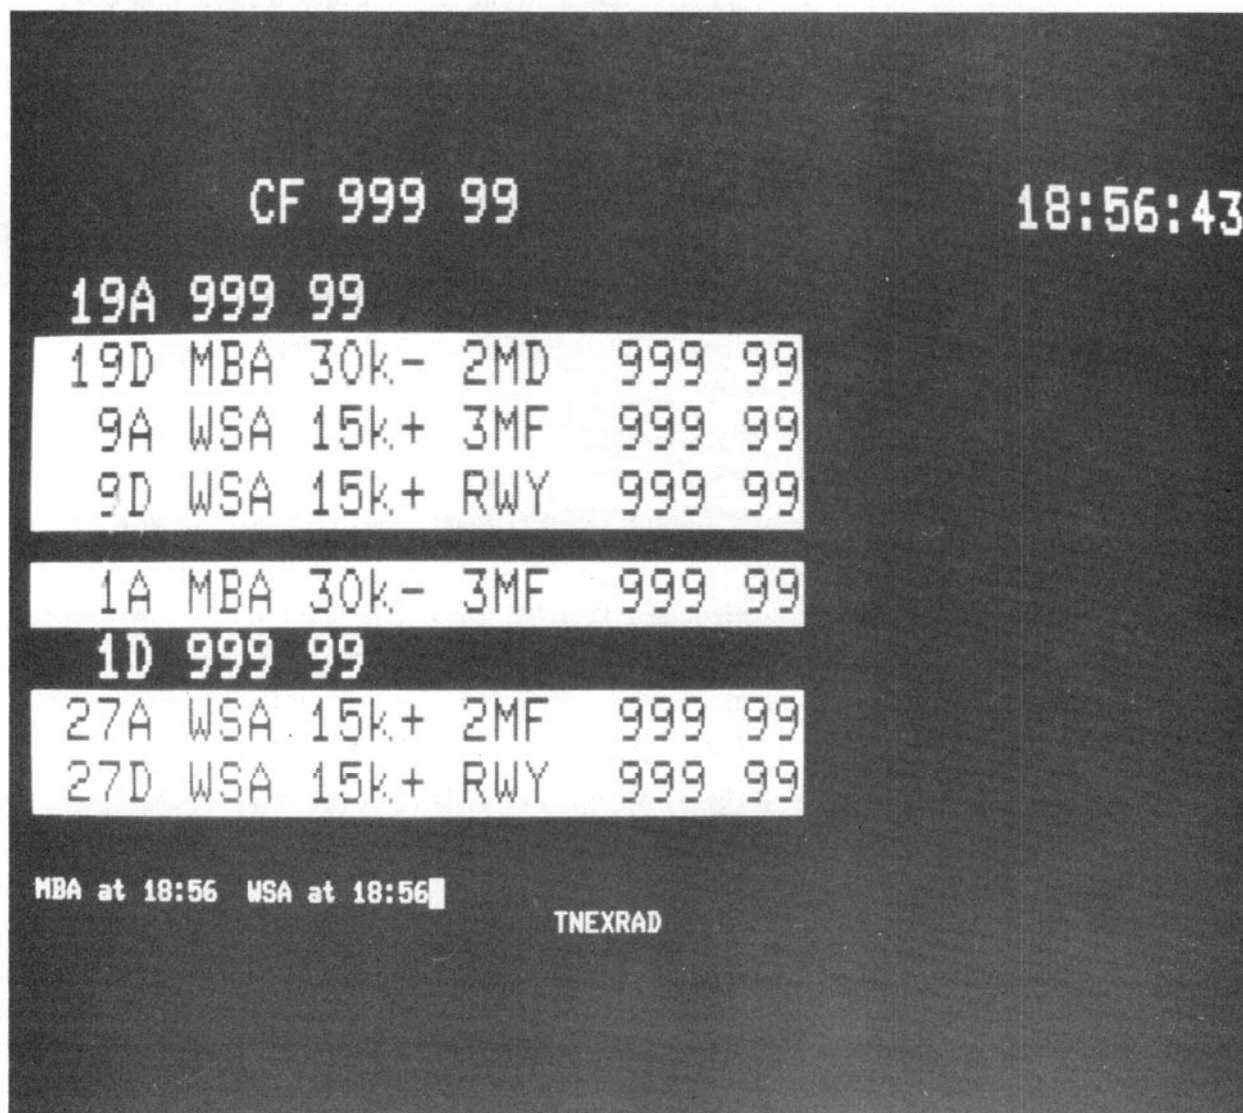 CF 999 99
18:56:43
19A 999 99
19D MBA 30k- 2MD 999 99
9A WSA 15k+ 3MF 999 99
9D WSA 15k+ RWY 999 99
1A MBA 30k- 3MF 999 99
1D 999 99
27A WSA 15k+ 2MF 999 99
27D WSA 15k+ RWY 999 99
MBA at 18:56 WSA at 18:56
TNEXRAD